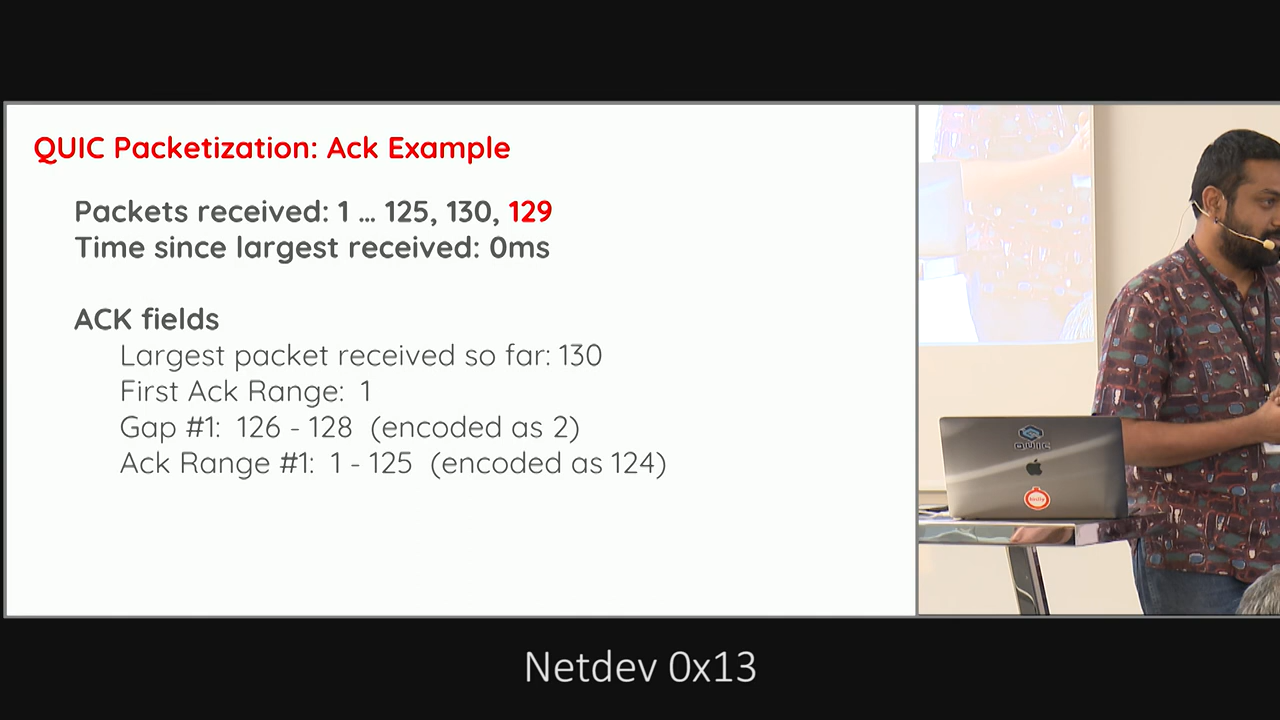 QUIC Packetization: Ack Example
Packets received: 1 … 125, 130, 129
Time since largest received: 0ms
ACK fields
Largest packet received so far: 130
First Ack Range: 1
Gap #1: 126 - 128 (encoded as 2)
Ack Range #1: 1 - 125 (encoded as 124)
QUIC
Netdev 0x13